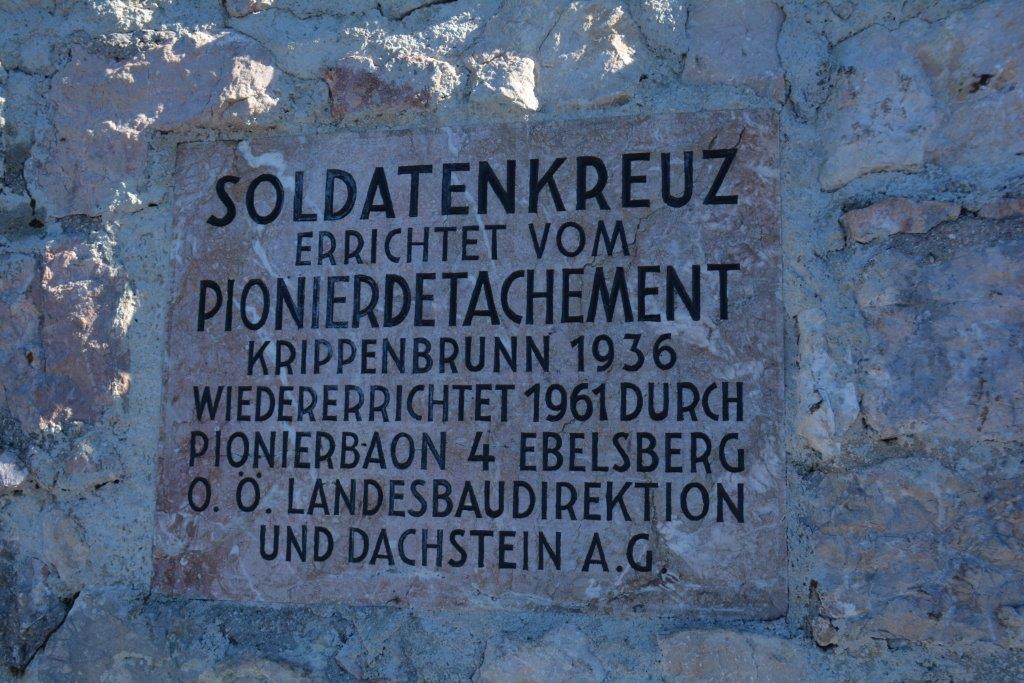 SOLDATENKREUZ
ERRICHTET VOM
PIONIERDETACHEMENT
KRIPPENBRUNN 1936
WIEDERERRICHTET 1961 DURCH
PIONIERBAON 4 EBELSBERG
O. Ö. LANDESBAUDIREKTION
UND DACHSTEIN A.G.